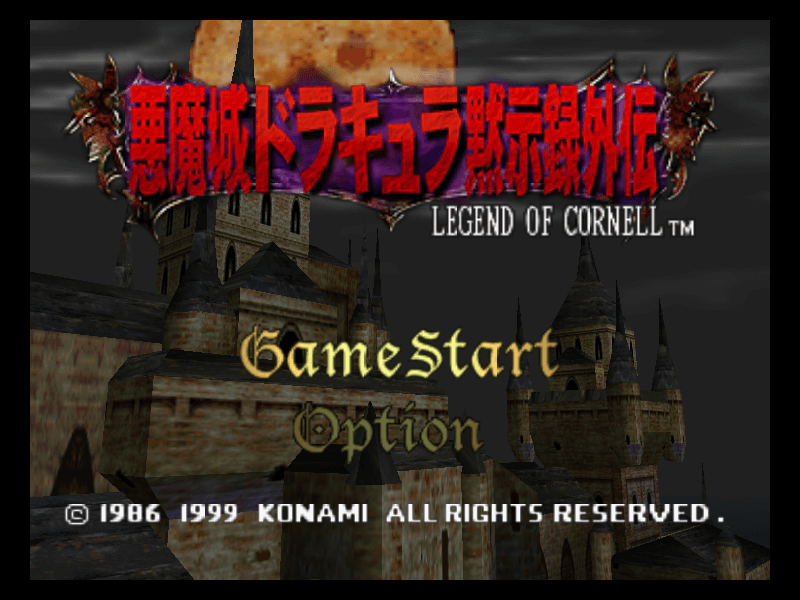 悪魔城ドラキュラ黙示録外伝
LEGEND OF CORNELL™
GameStart
Option
© 1986 1999 KONAMI ALL RIGHTS RESERVED.